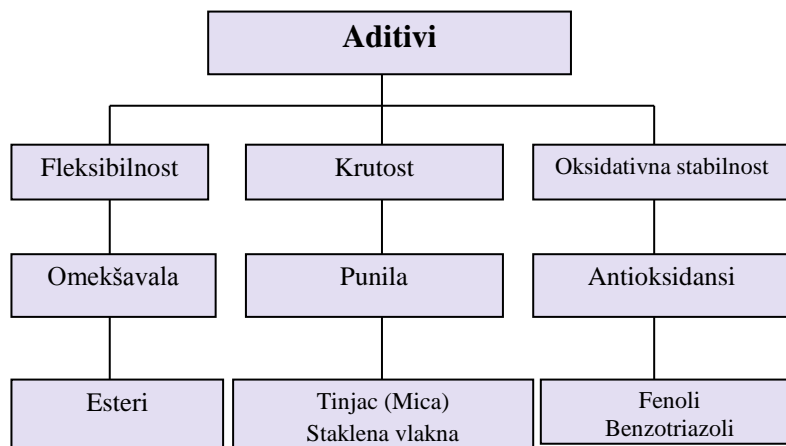 Aditivi
Fleksibilnost
Krutost
Oksidativna stabilnost
Omekšavala
Punila
Antioksidansi
Esteri
Tinjac (Mica)
Staklena vlakna
Fenoli
Benzotriazoli